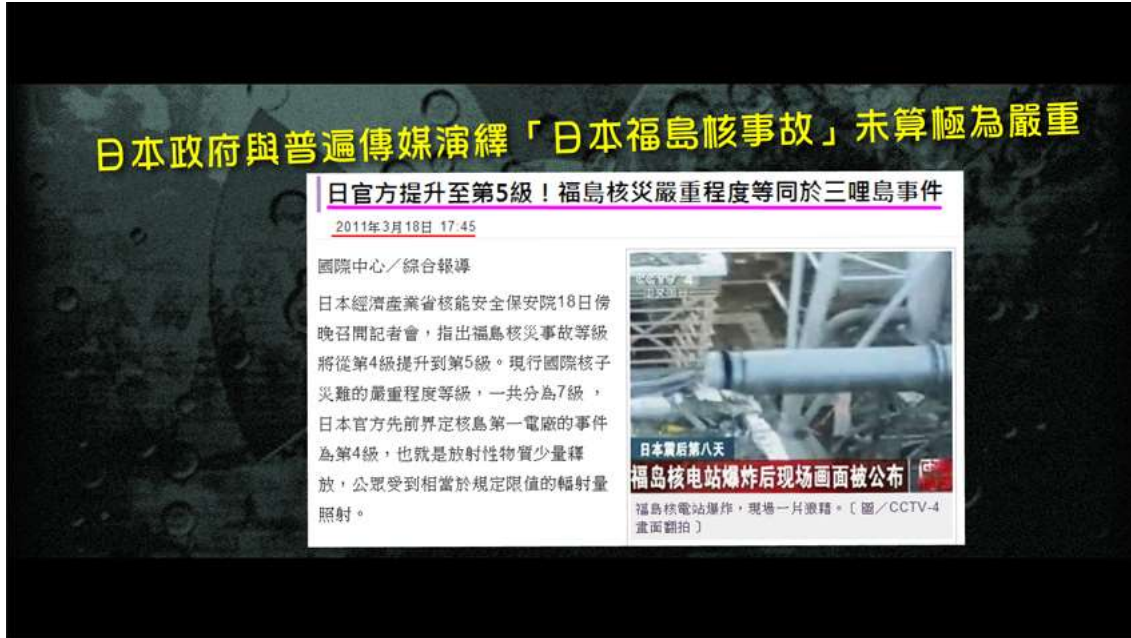 日本政府與普遍傳媒演繹「日本福島核事故」未算極為嚴重
日官方提升至第5級！福島核災嚴重程度等同於三哩島事件
2011年3月18日 17:45
國際中心／綜合報導
日本經濟產業省核能安全保安院18日傍
晚召開記者會，指出福島核災事故等級
將從第4級提升到第5級。現行國際核子
災難的嚴重程度等級，一共分為7級，
日本官方先前界定核島第一電廠的事件
為第4級，也就是放射性物質少量釋
放，公眾受到相當於規定限值的輻射量
照射。
CCTV 4
日本震后第八天
福岛核电站爆炸后现场画面被公布
福島核電站爆炸，現場一片狼藉。〔圖／CCTV-4
畫面翻拍〕